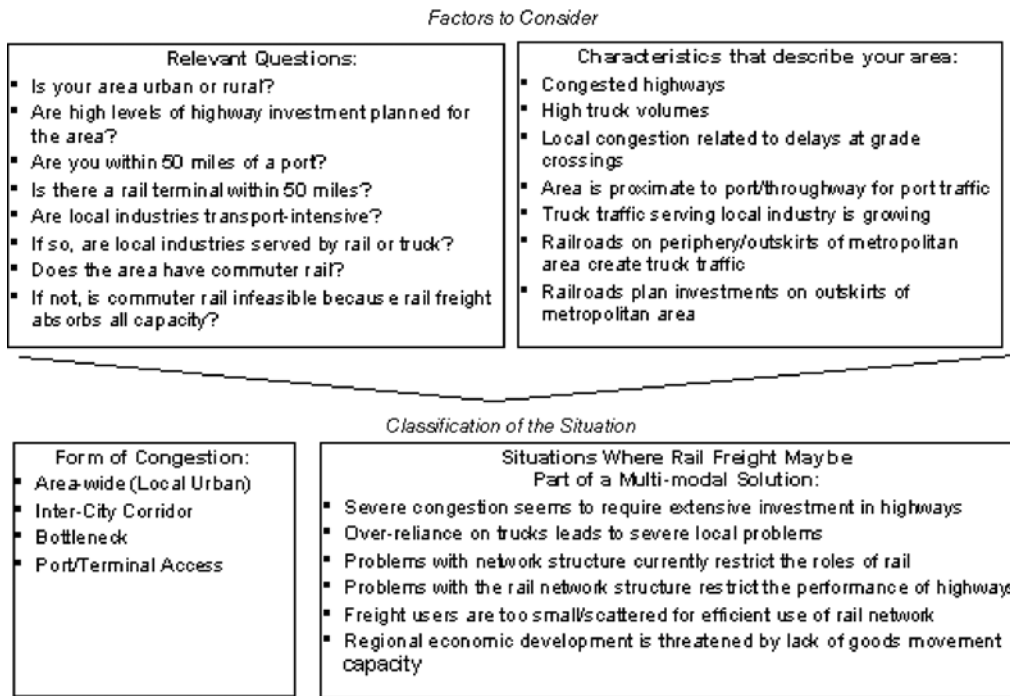 Factors to Consider
Relevant Questions:
▪ Is your area urban or rural?
▪ Are high levels of highway investment planned for
the area?
▪ Are you within 50 miles of a port?
▪ Is there a rail terminal within 50 miles?
▪ Are local industries transport-intensive?
▪ If so, are local industries served by rail or truck?
▪ Does the area have commuter rail?
▪ If not, is commuter rail infeasible because rail freight
absorbs all capacity?
Characteristics that describe your area:
▪ Congested highways
▪ High truck volumes
▪ Local congestion related to delays at grade
crossings
▪ Area is proximate to port/throughway for port traffic
▪ Truck traffic serving local industry is growing
▪ Railroads on periphery/outskirts of metropolitan
area create truck traffic
▪ Railroads plan investments on outskirts of
metropolitan area
Classification of the Situation
Form of Congestion:
▪ Area-wide (Local Urban)
▪ Inter-City Corridor
▪ Bottleneck
▪ Port/Terminal Access
Situations Where Rail Freight May be
Part of a Multi-modal Solution:
▪ Severe congestion seems to require extensive investment in highways
▪ Over-reliance on trucks leads to severe local problems
▪ Problems with network structure currently restrict the roles of rail
▪ Problems with the rail network structure restrict the performance of highways
▪ Freight users are too small/scattered for efficient use of rail network
▪ Regional economic development is threatened by lack of goods movement
capacity